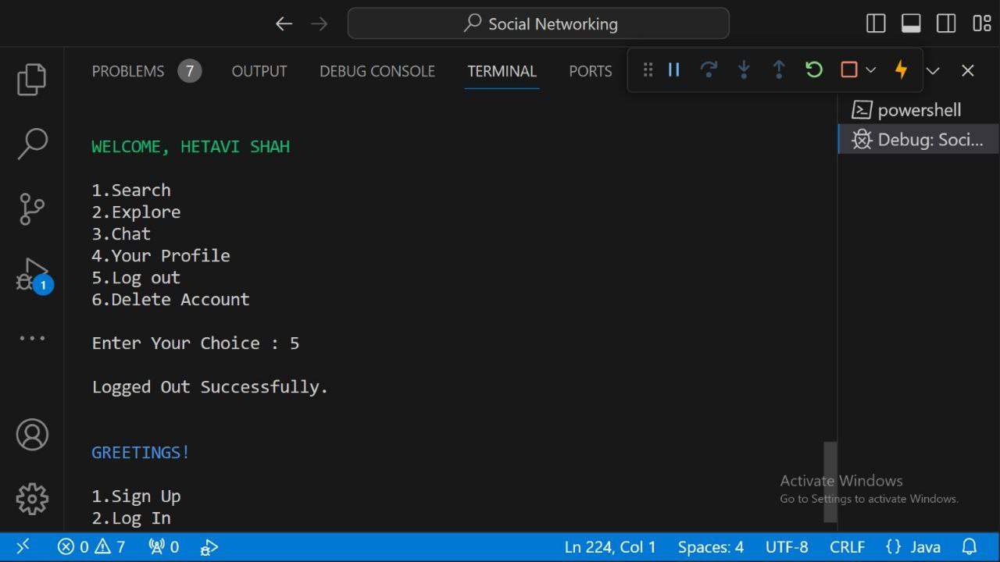 Social Networking
PROBLEMS 7 OUTPUT DEBUG CONSOLE TERMINAL PORTS
powershell
Debug: Soci...
WELCOME, HETAVI SHAH
1.Search
2.Explore
3.Chat
4.Your Profile
5.Log out
6.Delete Account
Enter Your Choice : 5
Logged Out Successfully.
GREETINGS!
1.Sign Up
2.Log In
1
Activate Windows
Go to Settings to activate Windows.
0 7 0 Ln 224, Col 1 Spaces: 4 UTF-8 CRLF {} Java